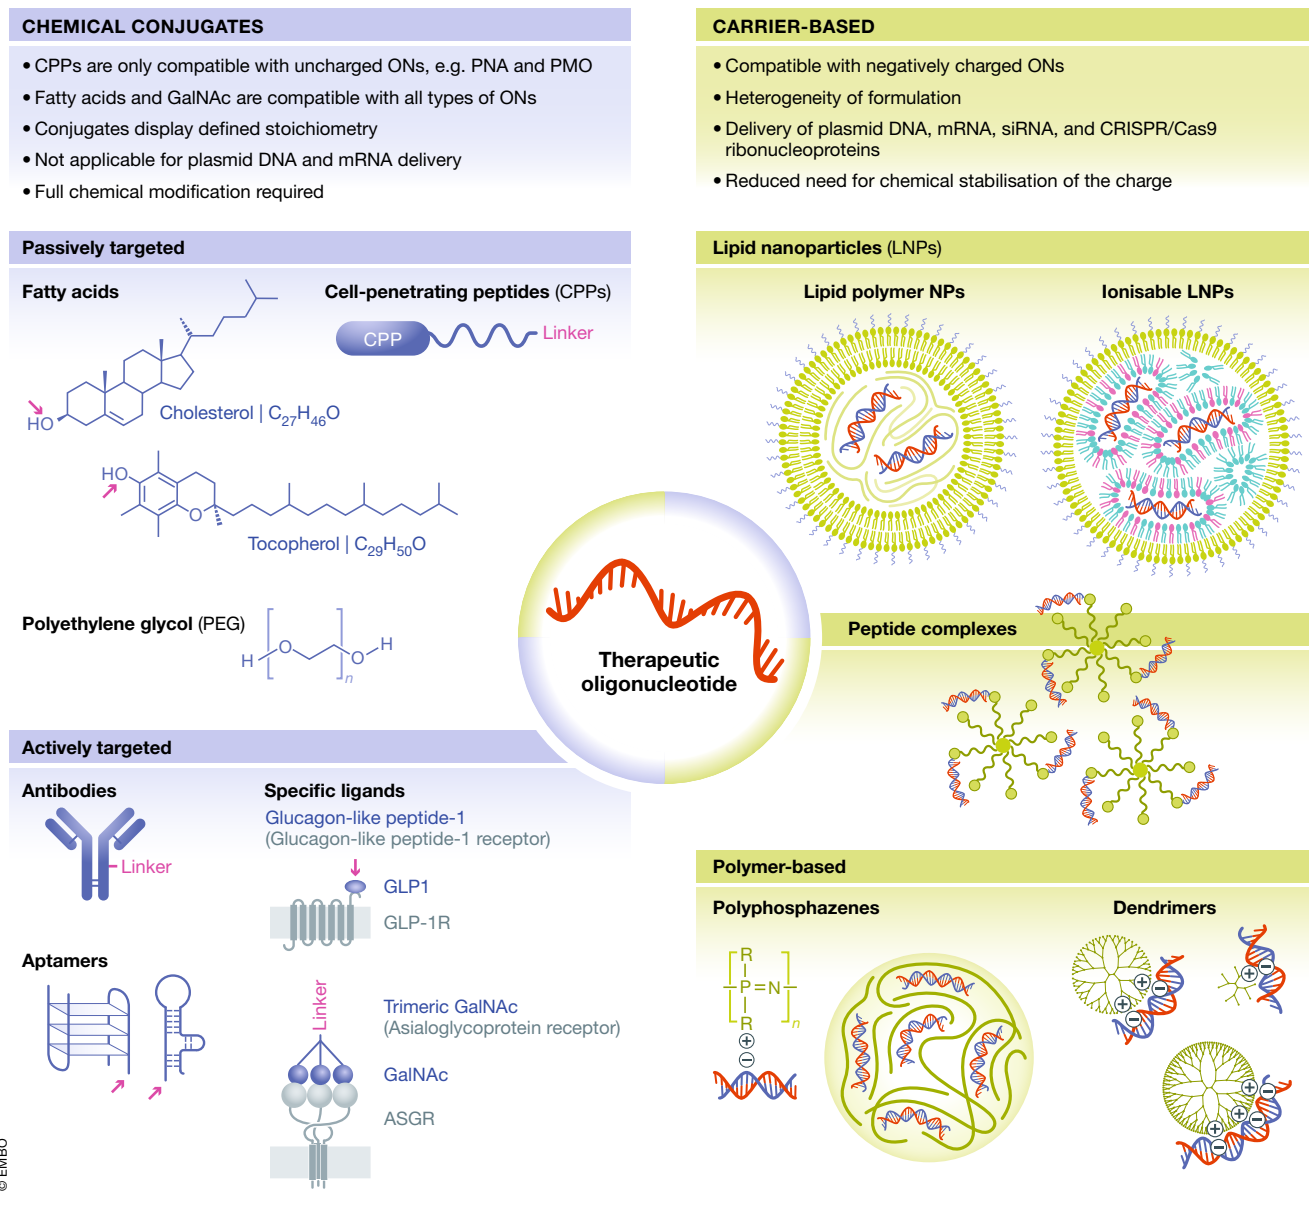 CHEMICAL CONJUGATES
• CPPs are only compatible with uncharged ONs, e.g. PNA and PMO
• Fatty acids and GalNAc are compatible with all types of ONs
• Conjugates display defined stoichiometry
• Not applicable for plasmid DNA and mRNA delivery
• Full chemical modification required
Passively targeted
Fatty acids
Cell-penetrating peptides (CPPs)
CPP
Linker
HO
Cholesterol | C27H46O
HO
O
Tocopherol | C29H50O
Polyethylene glycol (PEG)
H
O
n
O
H
Actively targeted
Antibodies
Linker
Specific ligands
Glucagon-like peptide-1
(Glucagon-like peptide-1 receptor)
GLP1
GLP-1R
Aptamers
Linker
Trimeric GalNAc
(Asialoglycoprotein receptor)
GalNAc
ASGR
Therapeutic
oligonucleotide
CARRIER-BASED
• Compatible with negatively charged ONs
• Heterogeneity of formulation
• Delivery of plasmid DNA, mRNA, siRNA, and CRISPR/Cas9
ribonucleoproteins
• Reduced need for chemical stabilisation of the charge
Lipid nanoparticles (LNPs)
Lipid polymer NPs
Ionisable LNPs
Peptide complexes
Polymer-based
Polyphosphazenes
Dendrimers
R
P=N
R
n
+
−
+
−
+
−
+
−
+
−
+
−
+
−
© EMBO